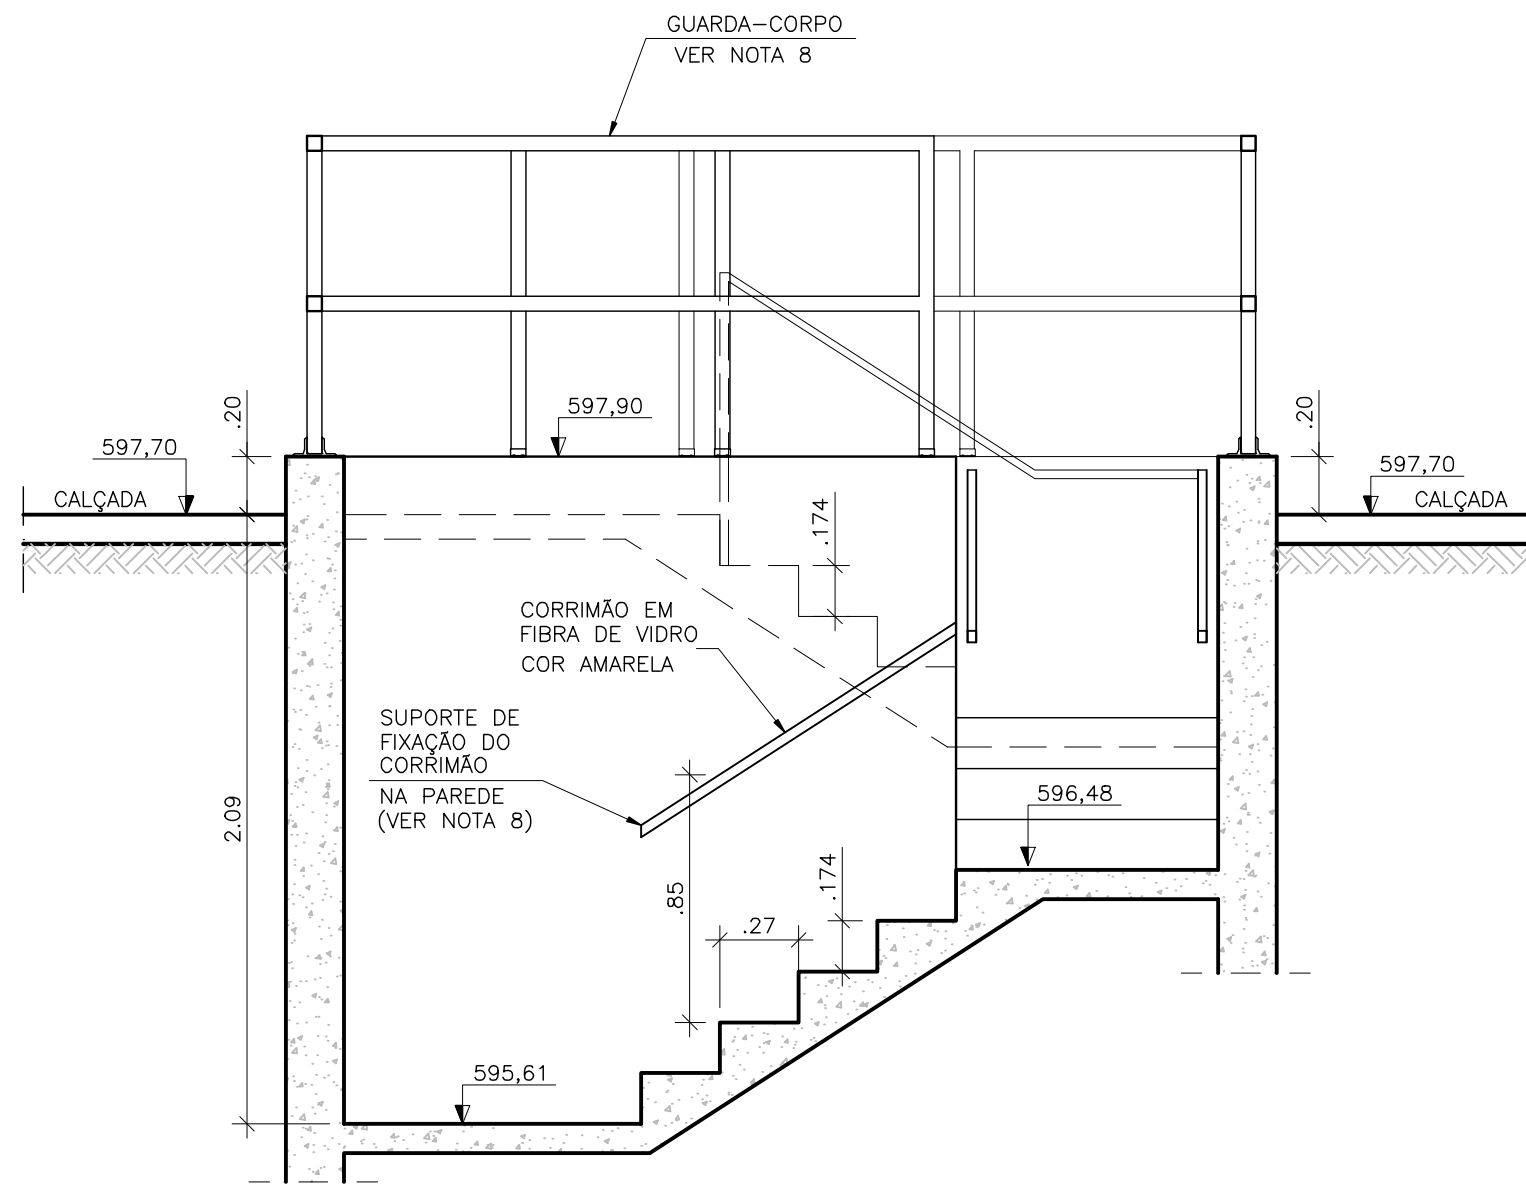 GUARDA-CORPO
VER NOTA 8
.20
597,90
.20
597,70
597,70
CALÇADA
CALÇADA
.174
CORRIMÃO EM
FIBRA DE VIDRO
COR AMARELA
SUPORTE DE
FIXAÇÃO DO
CORRIMÃO
NA PAREDE
(VER NOTA 8)
2.09
596,48
.85
.174
.27
595,61